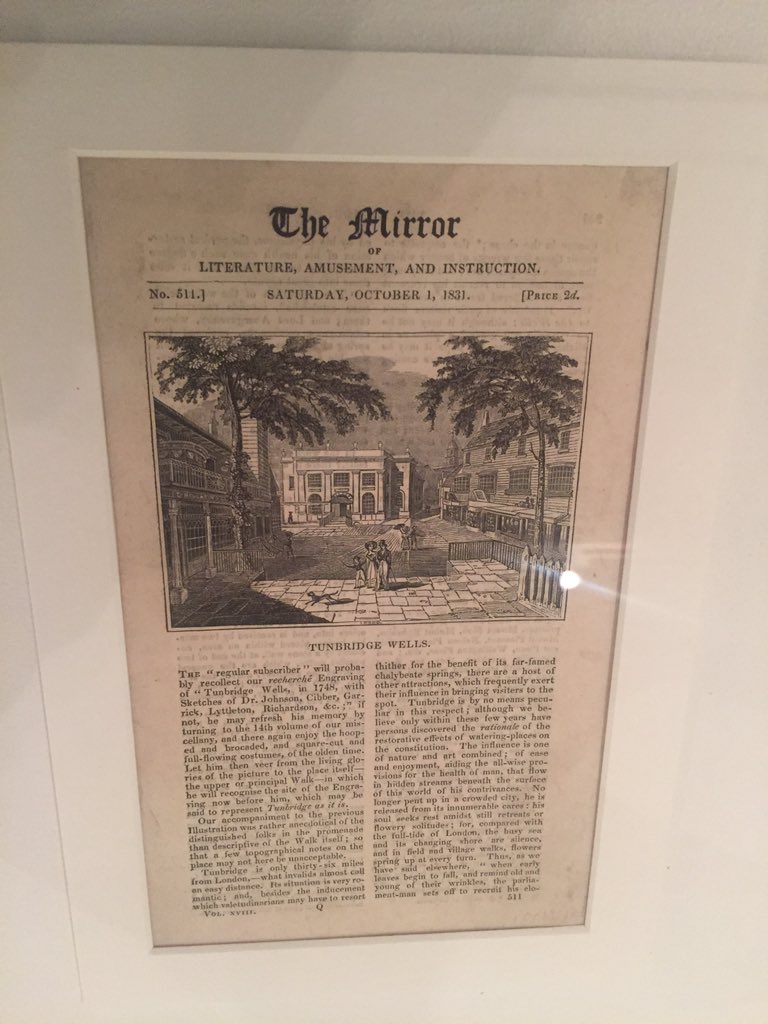 The Mirror
OF
LITERATURE, AMUSEMENT, AND INSTRUCTION.
No. 511.] SATURDAY, OCTOBER 1, 1831. [PRICE 2d.
TUNBRIDGE WELLS.
THE "regular subscriber" will proba-
bly recollect our recherché Engraving
of "Tunbridge Wells, in 1748, with
Sketches of Dr. Johnson, Cibber, Gar-
rick, Lyttleton, Richardson, &c.;" if
not, he may refresh his memory by
turning to the 14th volume of our mis-
cellany, and there again enjoy the hoop-
ed and brocaded, and square-cut and
full-flowing costumes, of the olden time.
Let him then veer from the living glo-
ries of the picture to the place itself—
the upper or principal Walk—in which
he will recognise the site of the Engra-
ving now before him, which may be
said to represent Tunbridge as it is.
Our accompaniment to the previous
Illustration was rather anecdotical of the
distinguished folks in the promenade
than descriptive of the Walk itself; so
that a few topographical notes on the
place may not here be unacceptable.
Tunbridge is only thirty-six miles
from London,—what invalids almost call
an easy distance. Its situation is very ro-
mantic; and, besides the inducement
which valetudinarians may have to resort
VOL. XVIII. Q
thither for the benefit of its far-famed
chalybeate springs, there are a host of
other attractions, which frequently exert
their influence in bringing visiters to the
spot. Tunbridge is by no means pecu-
liar in this respect; although we be-
lieve only within these few years have
persons discovered the rationale of the
restorative effects of watering-places on
the constitution. The influence is one
of nature and art combined; of ease
and enjoyment, aiding the all-wise pro-
visions for the health of man, that flow
in hidden streams beneath the surface
of this world of his contrivances. No
longer pent up in a crowded city, he is
released from its innumerable cares: his
soul seeks rest amidst still retreats or
flowery solitudes; for, compared with
the full-tide of London, the busy sea
and its changing shore are silence,
and in field and village walks, flowers
spring up at every turn. Thus, as we
have said elsewhere, "when early
leaves begin to fall, and remind old and
young of their wrinkles, the parlia-
ment-man sets off to recruit his elo-
511